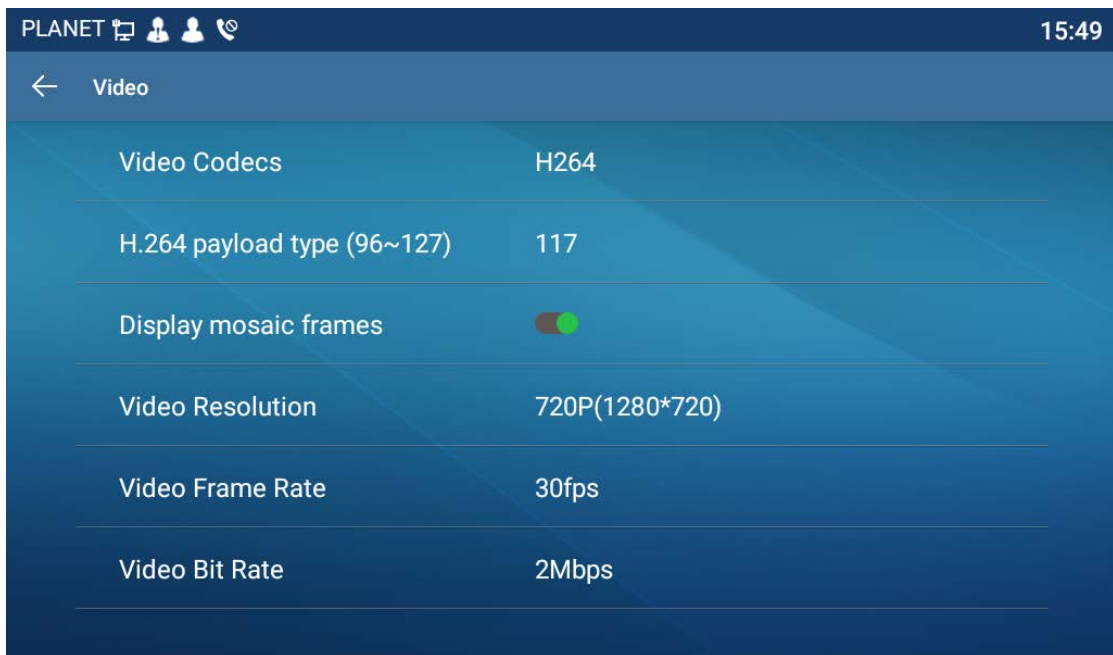 PLANET 15:49
Video
Video Codecs H264
H.264 payload type (96~127) 117
Display mosaic frames
Video Resolution 720P(1280*720)
Video Frame Rate 30fps
Video Bit Rate 2Mbps